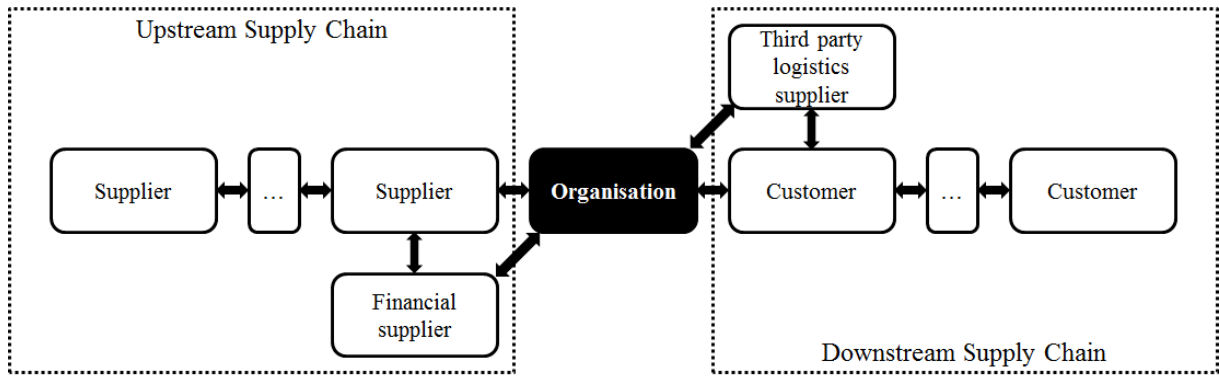 Upstream Supply Chain
Third party
logistics
supplier
Supplier
…
Supplier
Organisation
Customer
…
Customer
Financial
supplier
Downstream Supply Chain